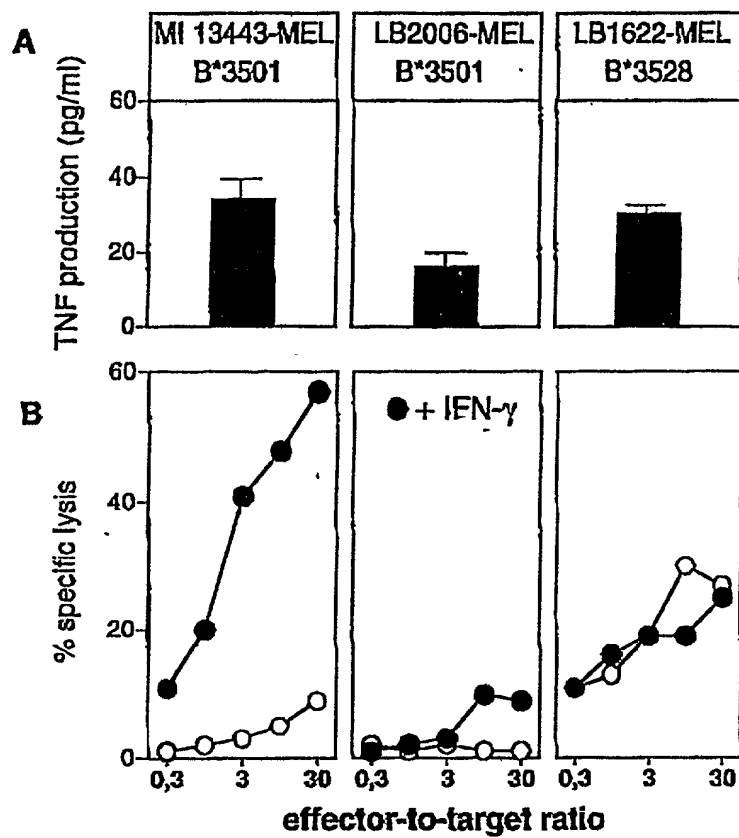 A
MI 13443-MEL
B*3501
LB2006-MEL
B*3501
LB1622-MEL
B*3528
TNF production (pg/ml)
60
40
20
0
B
+ IFN-γ
% specific lysis
60
40
20
0
0,3 3 30
0,3 3 30
0,3 3 30
effector-to-target ratio